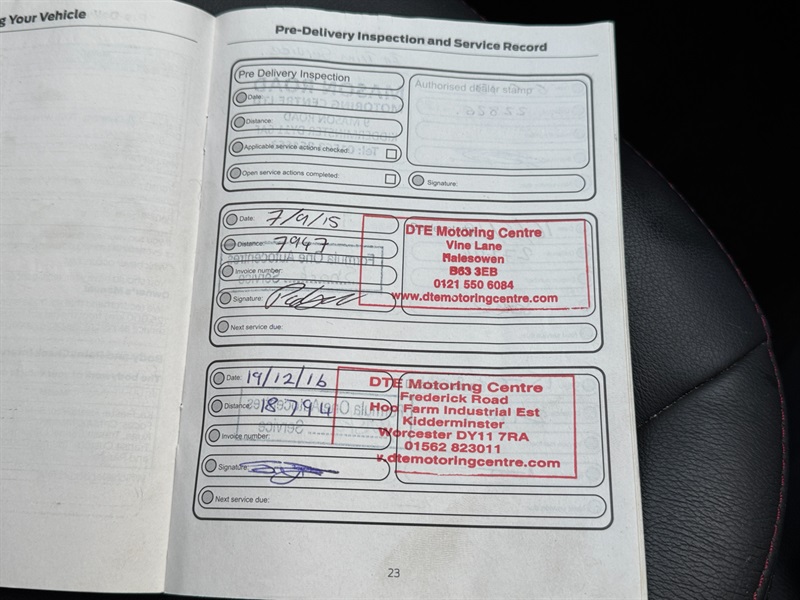 g Your Vehicle
Pre-Delivery Inspection and Service Record
Pre Delivery Inspection
Date:
Distance:
Applicable service actions checked:
Open service actions completed:
Authorised dealer stamp
Signature:
Date: 7/9/15
Distance: 7947
Invoice number:
Signature:
Next service due:
DTE Motoring Centre
Vine Lane
Halesowen
B63 3EB
0121 550 6084
www.dtemotoringcentre.com
Date: 19/12/16
Distance: 18794
Invoice number:
Signature:
Next service due:
DTE Motoring Centre
Frederick Road
Hoo Farm Industrial Est
Kidderminster
Worcester DY11 7RA
01562 823011
w.dtemotoringcentre.com
23